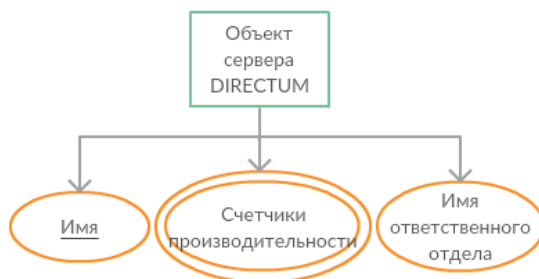 Объект
сервера
DIRECTUM
Имя
Счетчики
производительности
Имя
ответственного
отдела